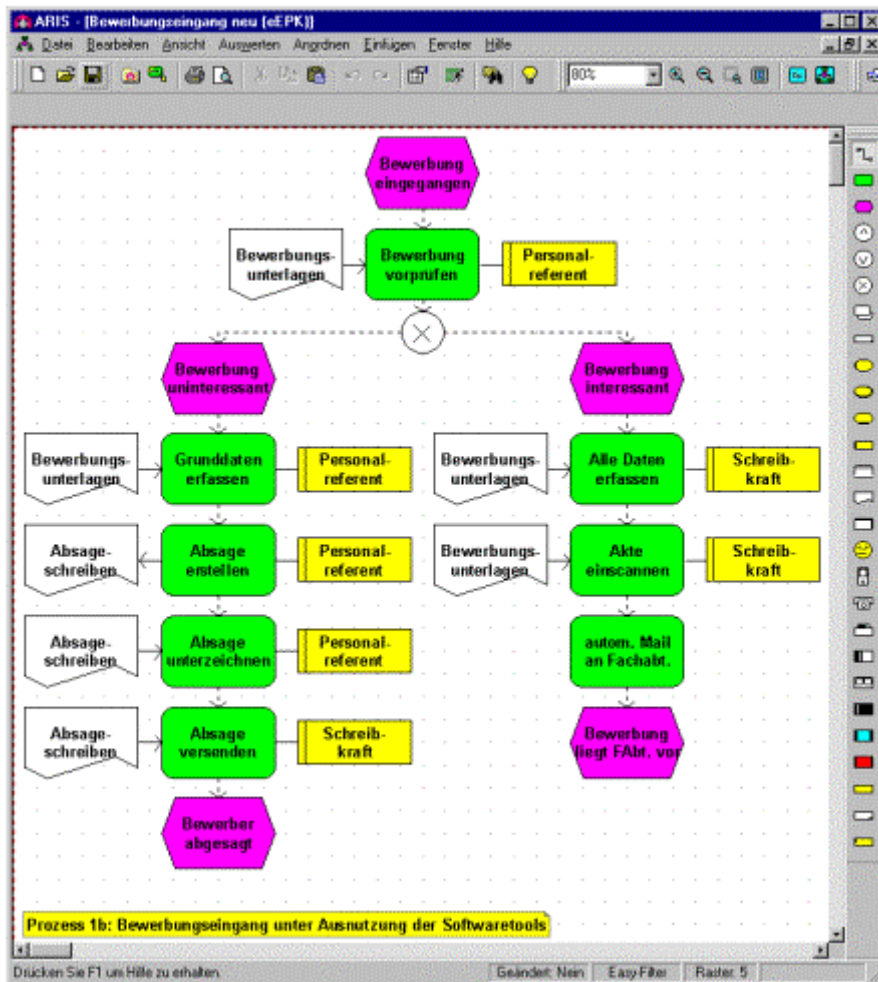 ARIS - [Bewerbungseingang neu (eEPK)]
Datei Bearbeiten Ansicht Auswerten Anordnen Einfügen Fenster Hilfe
80%
Bewerbung
eingegangen
Bewerbungs-
unterlagen
Bewerbung
vorprüfen
Personal-
referent
Bewerbung
uninteressant
Bewerbung
interessant
Bewerbungs-
unterlagen
Grunddaten
erfassen
Personal-
referent
Bewerbungs-
unterlagen
Alle Daten
erfassen
Schreib-
kraft
Absage-
schreiben
Absage
erstellen
Personal-
referent
Bewerbungs-
unterlagen
Akte
einscannen
Schreib-
kraft
Absage-
schreiben
Absage
unterzeichnen
Personal-
referent
autom. Mail
an Fachabt.
Absage-
schreiben
Absage
versenden
Schreib-
kraft
Bewerbung
liegt FAbt. vor
Bewerber
abgesagt
Prozess 1b: Bewerbungseingang unter Ausnutzung der Softwaretools
Drücken Sie F1 um Hilfe zu erhalten.
Geändert: Nein
Easy-Filter
Raster: 5